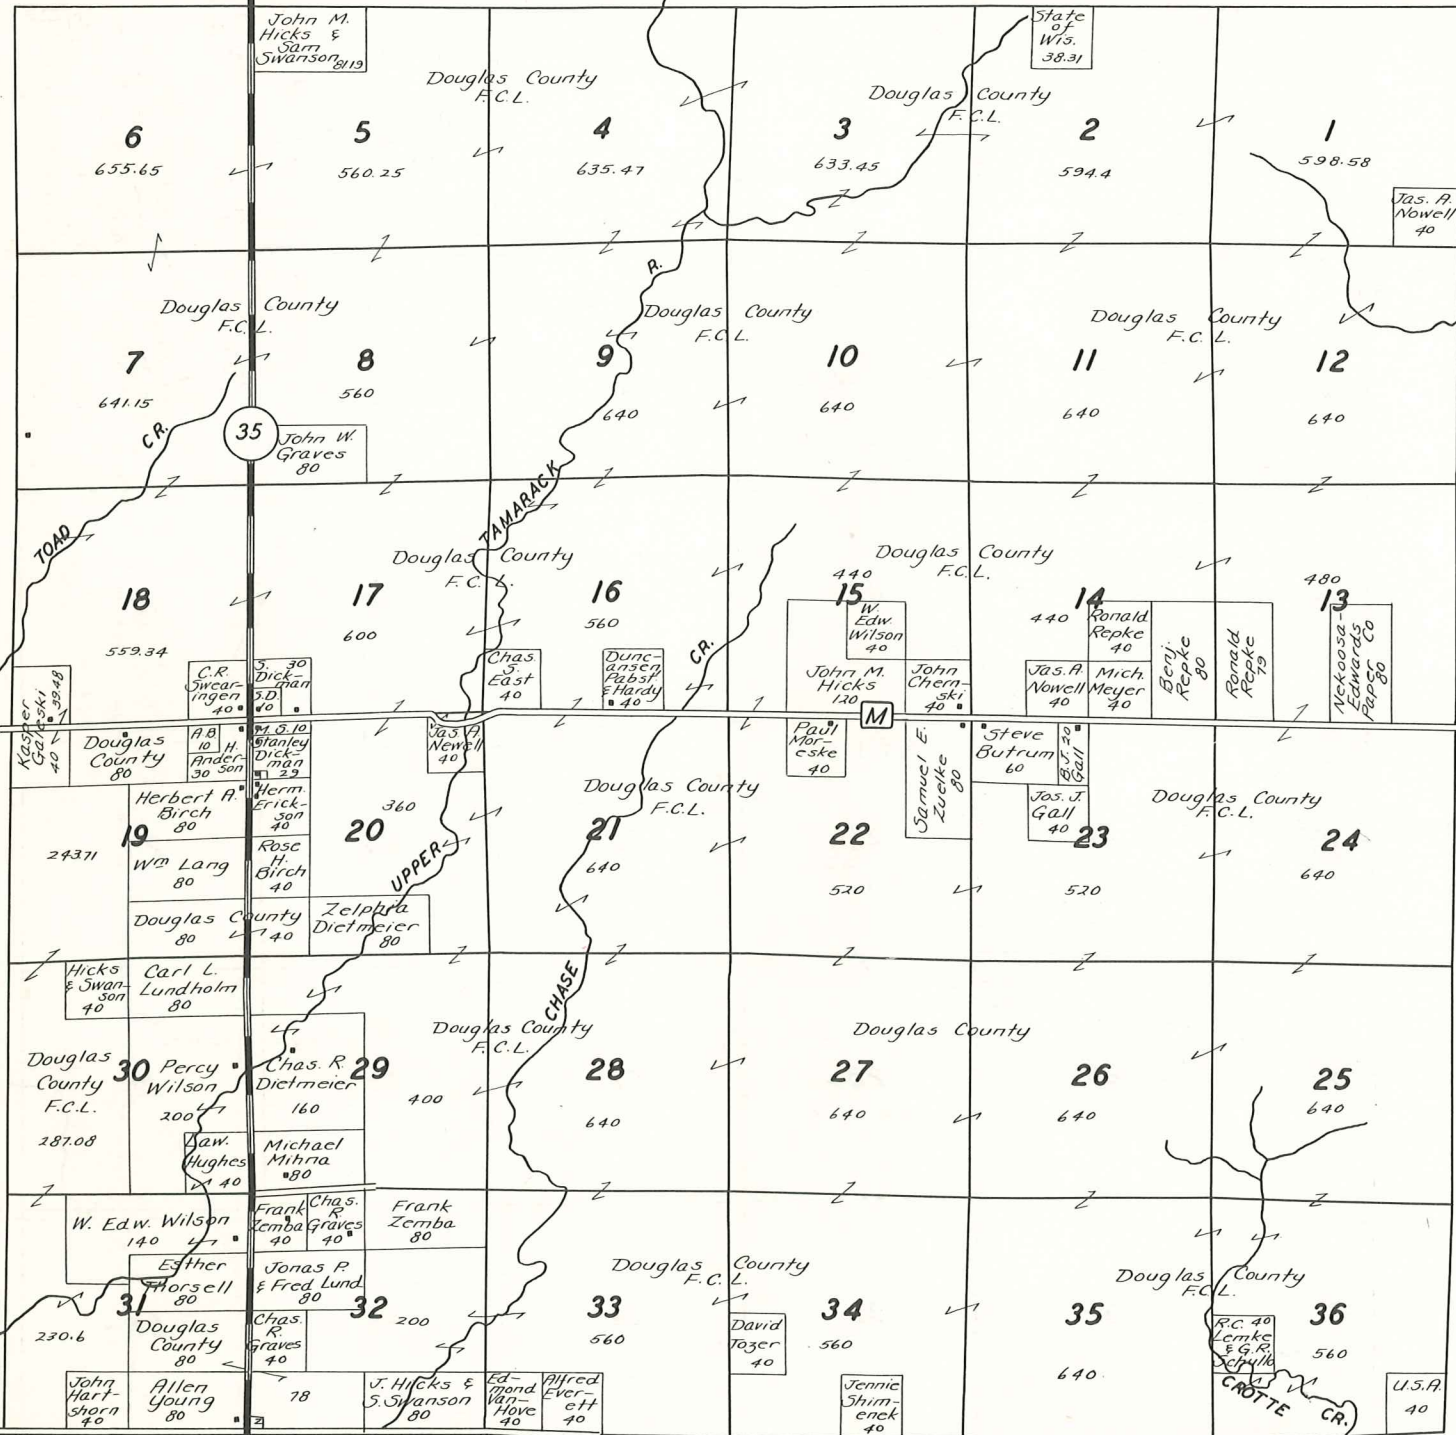 John M.
Hicks &
Sam
Swanson 81.19
State
of
Wis.
38.31
Douglas County
F.C.L.
Douglas County
F.C.L.
6
655.65
5
560.25
4
635.47
3
633.45
2
594.4
1
598.58
Jas. A.
Nowell
40
Douglas County
F.C.L.
R.
Douglas County
F.C.L.
Douglas County
F.C.L.
7
641.15
8
560
9
640
10
640
11
640
12
640
CR.
35
John W.
Graves
80
TOAD
TAMARACK
Douglas County
F.C.L.
Douglas County
F.C.L.
18
559.34
17
600
16
560
440
15
440
14
480
13
Kasper
Galeski 39.48
40
C.R.
Swear-
ingen
40
S. 30
Dick-
man
S.D.
10
Chas.
S.
East
40
Dunc-
ansen,
Pabst
& Hardy
40
CR.
W.
Edw.
Wilson
40
John M.
Hicks
120
John
Chern-
ski
40
Jas. A.
Nowell
40
Ronald
Repke
40
Mich.
Meyer
40
Benj.
Repke
80
Ronald
Repke
79
Nekoosa-
Edwards
Paper Co
80
M
Douglas
County
80
A.B.
10
H.
Ander-
son
30
M.S. 10
Stanley
Dick-
man
29
Jas. A.
Newell
40
Paul
Mor-
eske
40
Samuel E.
Zuelke
80
Steve
Butrum
60
B.J. 20
Gall
Jos. J.
Gall
40
Herbert A.
Birch
80
Herm.
Erick-
son
40
360
Douglas County
F.C.L.
Douglas County
F.C.L.
19
243.71
20
21
640
22
520
23
520
24
640
Wm Lang
80
Rose
H.
Birch
40
UPPER
Douglas County
80
40
Zelphia
Dietmeier
80
Hicks
& Swan-
son
40
Carl L.
Lundholm
80
CHASE
Douglas County
F.C.L.
Douglas County
Douglas
County
F.C.L.
287.08
30
Percy
Wilson
200
Chas. R.
Dietmeier
160
29
400
28
640
27
640
26
640
25
640
Law.
Hughes
40
Michael
Mihna
80
W. Edw. Wilson
140
Frank
Zemba
40
Chas.
R.
Graves
40
Frank
Zemba
80
Esther
Thorsell
80
Jonas P.
& Fred Lund
80
Douglas County
F.C.L.
Douglas County
F.C.L.
31
230.6
32
200
33
560
34
560
35
640
36
560
Douglas
County
80
Chas.
R.
Graves
40
David
Tozer
40
R.C. 40
Lemke
& G.R.
Schulk
John
Hart-
shorn
40
Allen
Young
80
78
J. Hicks &
S. Swanson
80
Ed-
mond
Van-
Hove
40
Alfred
Ever-
ett
40
Jennie
Shim-
enek
40
CROTTE CR.
U.S.A.
40